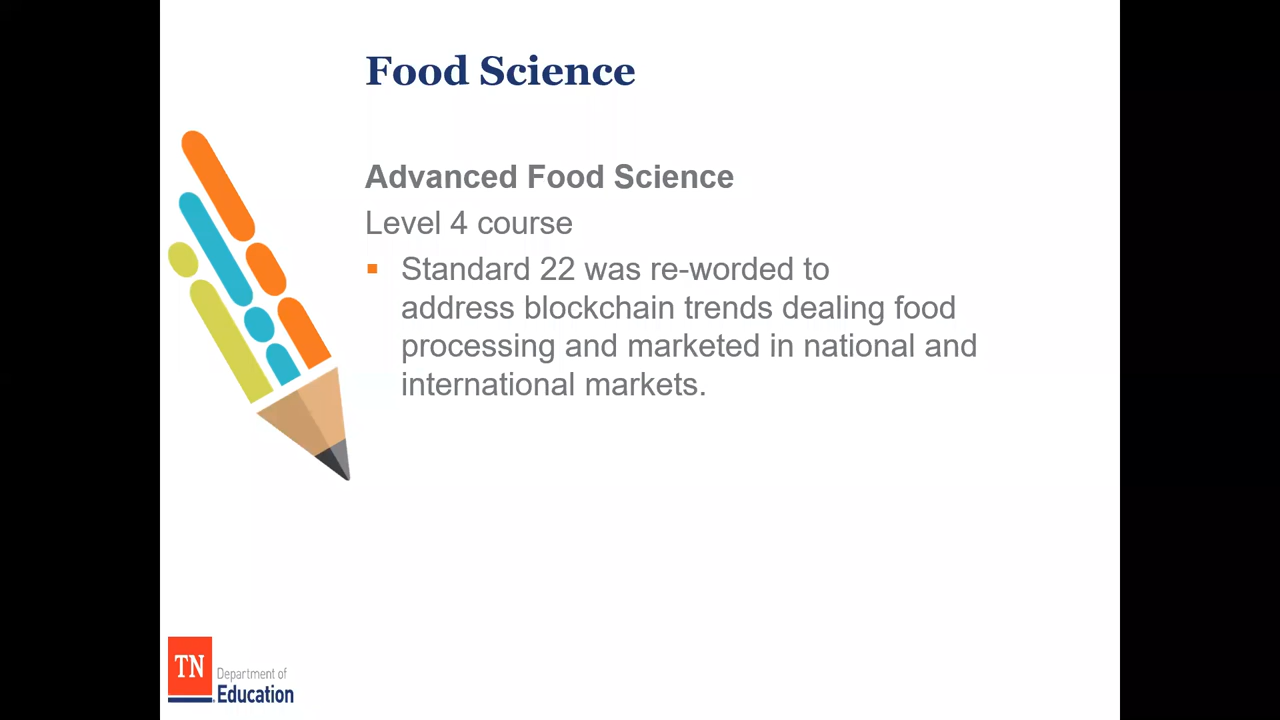 Food Science
Advanced Food Science
Level 4 course
▪ Standard 22 was re-worded to
address blockchain trends dealing food
processing and marketed in national and
international markets.
TN
Department of
Education